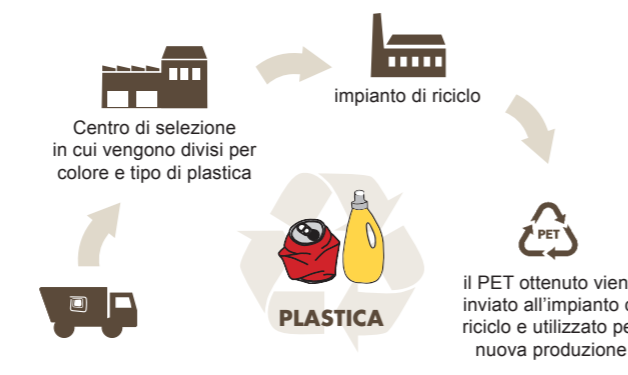 impianto di riciclo
Centro di selezione
in cui vengono divisi per
colore e tipo di plastica
PET
il PET ottenuto vien
inviato all'impianto
riciclo e utilizzato
nuova produzione
PLASTICA